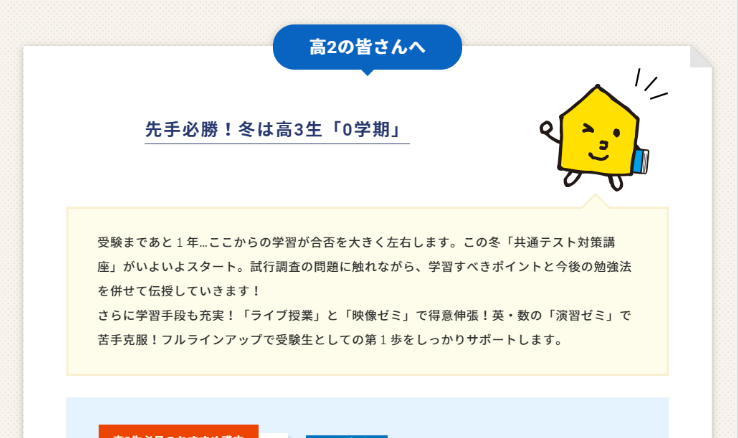 高2の皆さんへ
先手必勝！冬は高3生「0学期」
受験まであと１年…ここからの学習が合否を大きく左右します。この冬「共通テスト対策講
座」がいよいよスタート。試行調査の問題に触れながら、学習すべきポイントと今後の勉強法
を併せて伝授していきます！
さらに学習手段も充実！「ライブ授業」と「映像ゼミ」で得意伸張！英・数の「演習ゼミ」で
苦手克服！フルラインアップで受験生としての第１歩をしっかりサポートします。